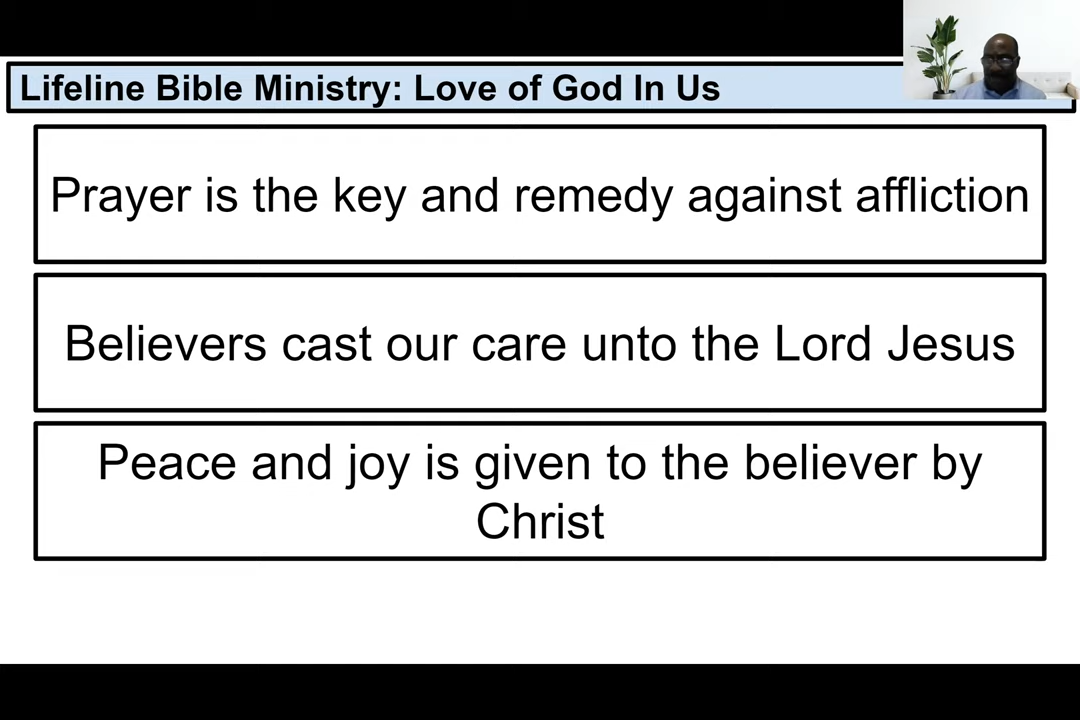 Lifeline Bible Ministry: Love of God In Us
Prayer is the key and remedy against affliction
Believers cast our care unto the Lord Jesus
Peace and joy is given to the believer by
Christ